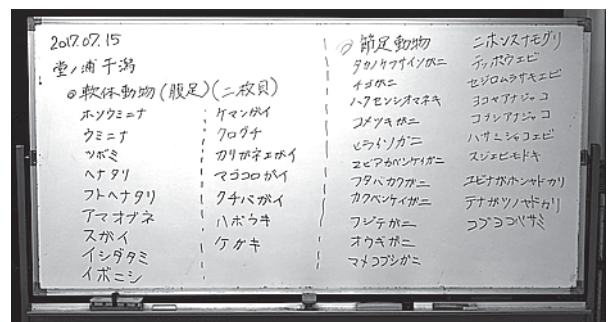 2017.07.15
堂ノ浦干潟
◎軟体動物(腹足)(二枚貝)
ホソウミニナ
ウミニナ
ツボミ
ヘナタリ
フトヘナタリ
アマオブネ
スガイ
イシダタミ
イボニシ
ケマンガイ
クログチ
カリガネエガイ
マゴコロガイ
クチバガイ
ハボウキ
ケガキ
◎節足動物
タカノケフサイソガニ
チゴガニ
ハクセンシオマネキ
コメツキガニ
ヒライソガニ
ユビアカベンケイガニ
フタバカクガニ
カクベンケイガニ
フジテガニ
オウギガニ
マメコブシガニ
ニホンスナモグリ
テッポウエビ
セジロムラサキエビ
ヨコヤアナジャコ
コブシアナジャコ
ハサミシャコエビ
スジエビモドキ
ユビナガホンヤドカリ
テナガツノヤドカリ
コブヨコバサミ